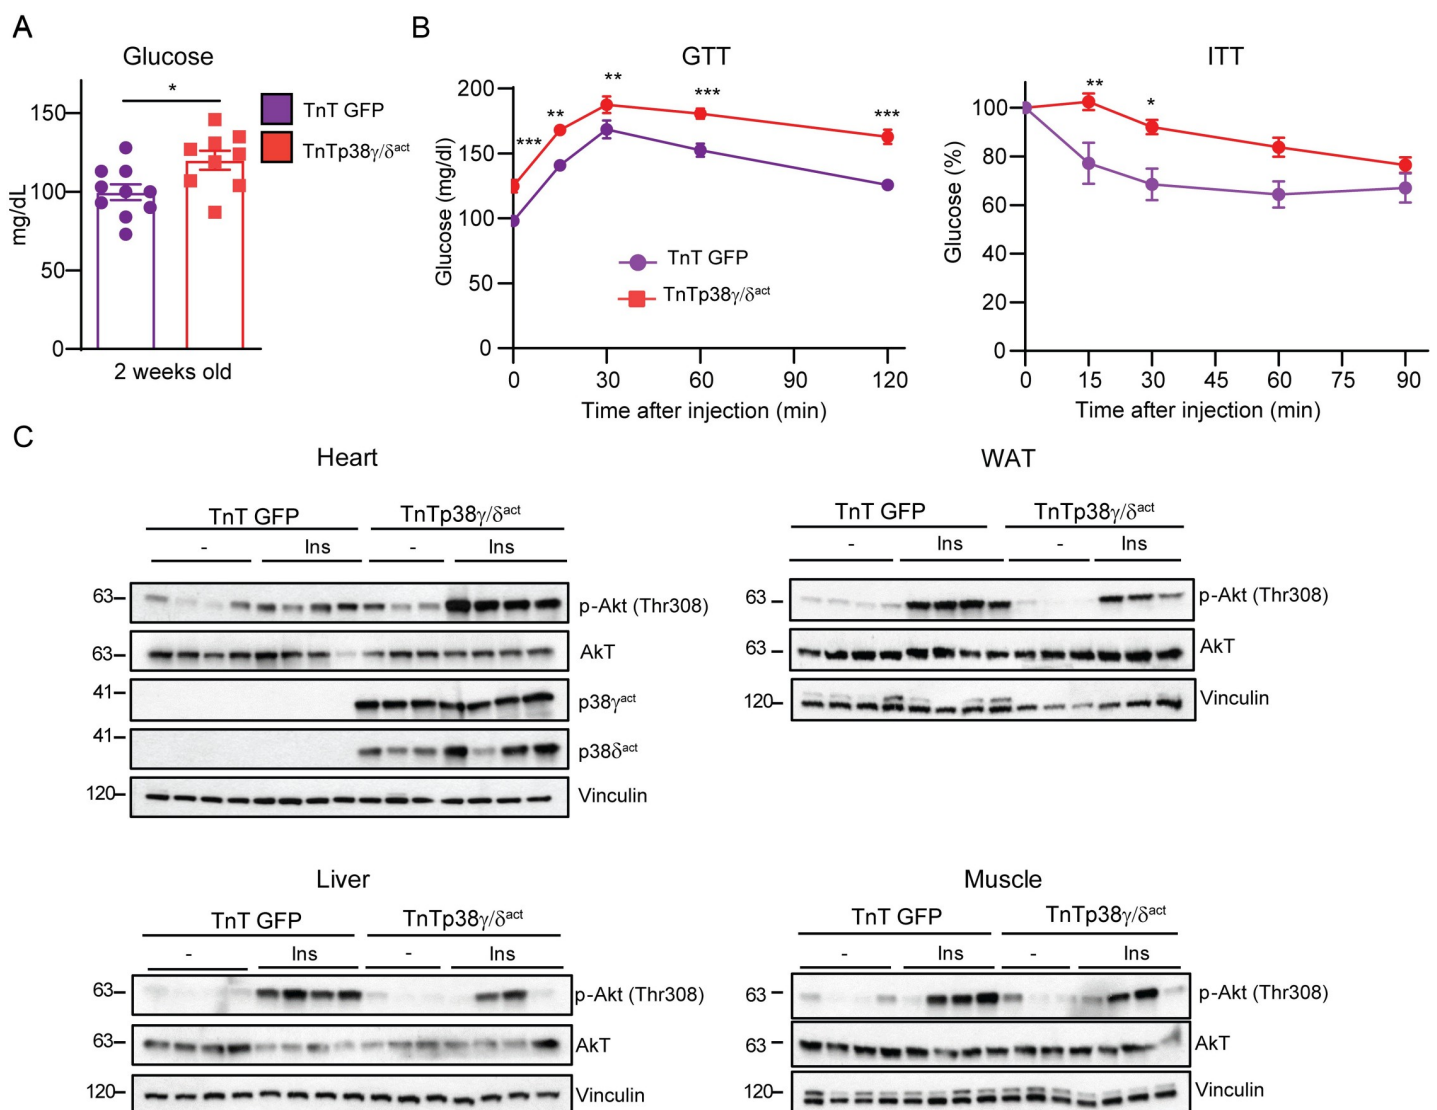 A
Glucose
*
150
100
50
0
mg/dL
2 weeks old
TnT GFP
TnTp38γ/δact
B
GTT
200
150
100
50
0
Glucose (mg/dl)
***
**
**
***
***
TnT GFP
TnTp38γ/δact
0 30 60 90 120
Time after injection (min)
ITT
100
80
60
40
20
0
Glucose (%)
**
*
0 15 30 45 60 75 90
Time after injection (min)
C
Heart
TnT GFP TnTp38γ/δact
- Ins - Ins
63 p-Akt (Thr308)
63 AkT
41 p38γact
41 p38δact
120 Vinculin
WAT
TnT GFP TnTp38γ/δact
- Ins - Ins
63 p-Akt (Thr308)
63 AkT
120 Vinculin
Liver
TnT GFP TnTp38γ/δact
- Ins - Ins
63 p-Akt (Thr308)
63 AkT
120 Vinculin
Muscle
TnT GFP TnTp38γ/δact
- Ins - Ins
63 p-Akt (Thr308)
63 AkT
120 Vinculin